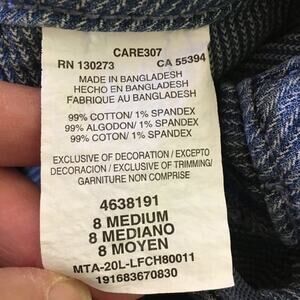 CARE307
RN 130273 CA 55394
MADE IN BANGLADESH
HECHO EN BANGLADESH
FABRIQUE AU BANGLADESH
99% COTTON/ 1% SPANDEX
99% ALGODON/ 1% SPANDEX
99% COTON/ 1% SPANDEX
EXCLUSIVE OF DECORATION / EXCEPTO
DECORACION / EXCLUSIVE OF TRIMMING/
GARNITURE NON COMPRISE
4638191
8 MEDIUM
8 MEDIANO
8 MOYEN
MTA-20L-LFCH80011
191683670830